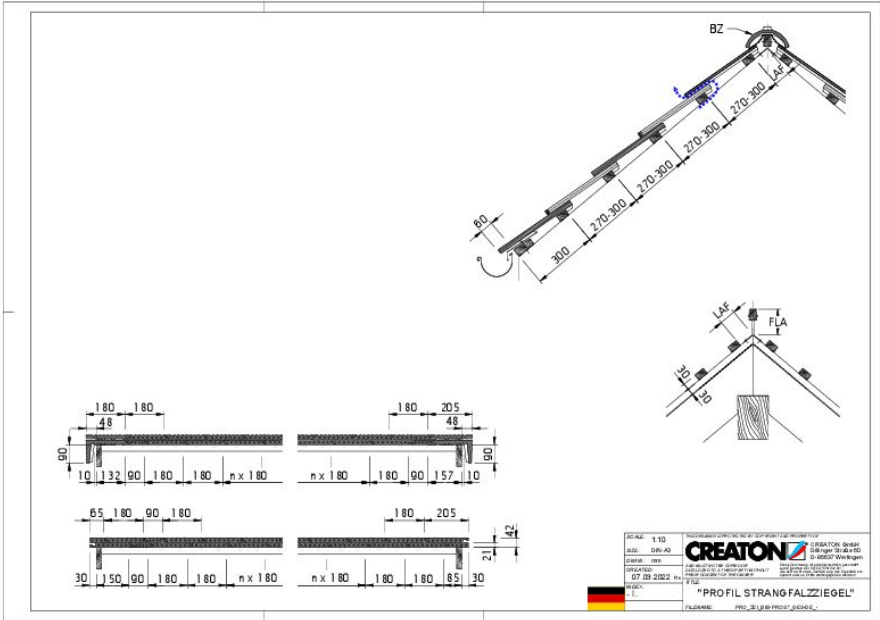 BZ
LAF
270-300
270-300
270-300
270-300
300
60
LAF
FLA
30
30
180 180
48
90
10 132 90 180 180 n x 180
180 205
48
90
n x 180 180 90 157 10
65 180 90 180
30 150 90 180 180 n x 180
180 205
42
21
n x 180 180 180 85 30
SCALE: 1:10
SIZE: DIN-A3
mm
CREATED:
07.09.2022
INDEX:
CREATON
CREATON GmbH
Dillinger Straße 60
D-86637 Wertingen
TITLE:
"PROFIL STRANGFALZZIEGEL"
FILENAME: